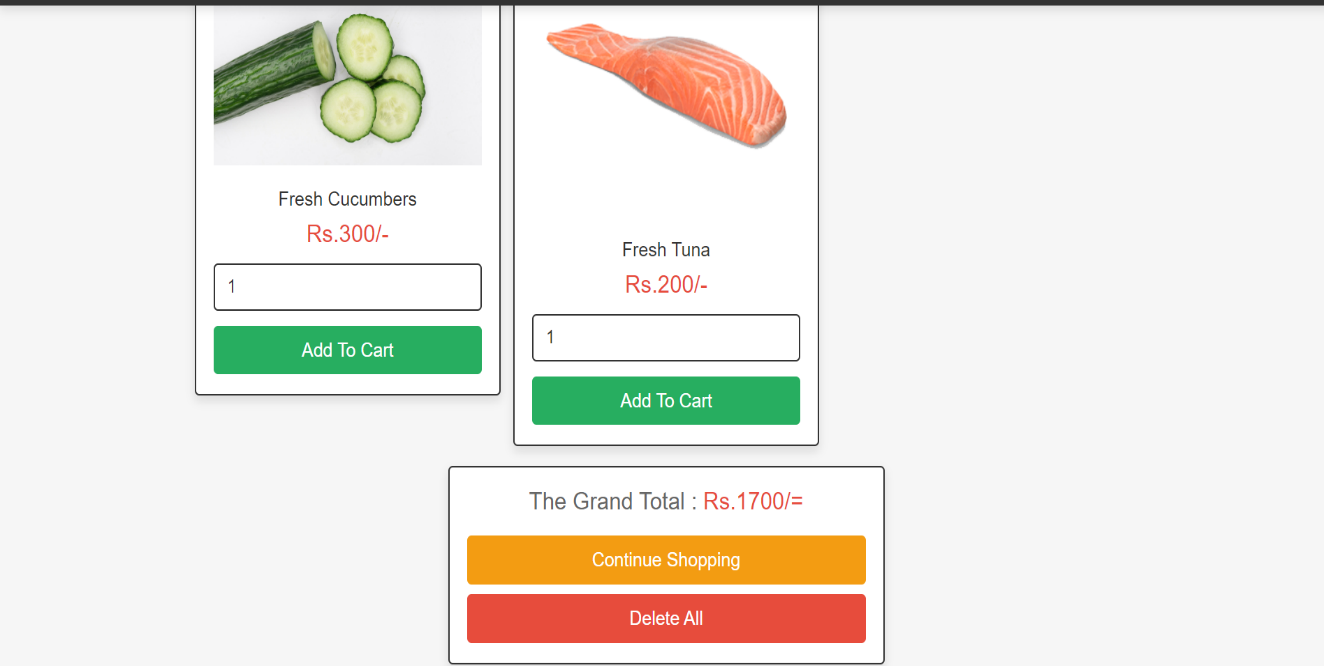 Fresh Cucumbers
Rs.300/-
1
Add To Cart
Fresh Tuna
Rs.200/-
1
Add To Cart
The Grand Total : Rs.1700/=
Continue Shopping
Delete All